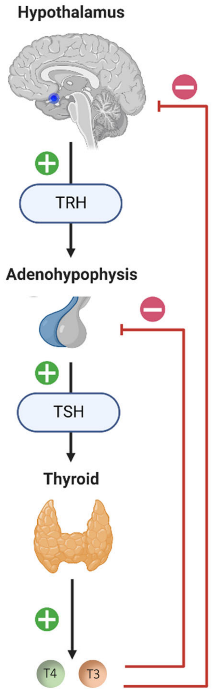 Hypothalamus
TRH
Adenohypophysis
TSH
Thyroid
T4 T3